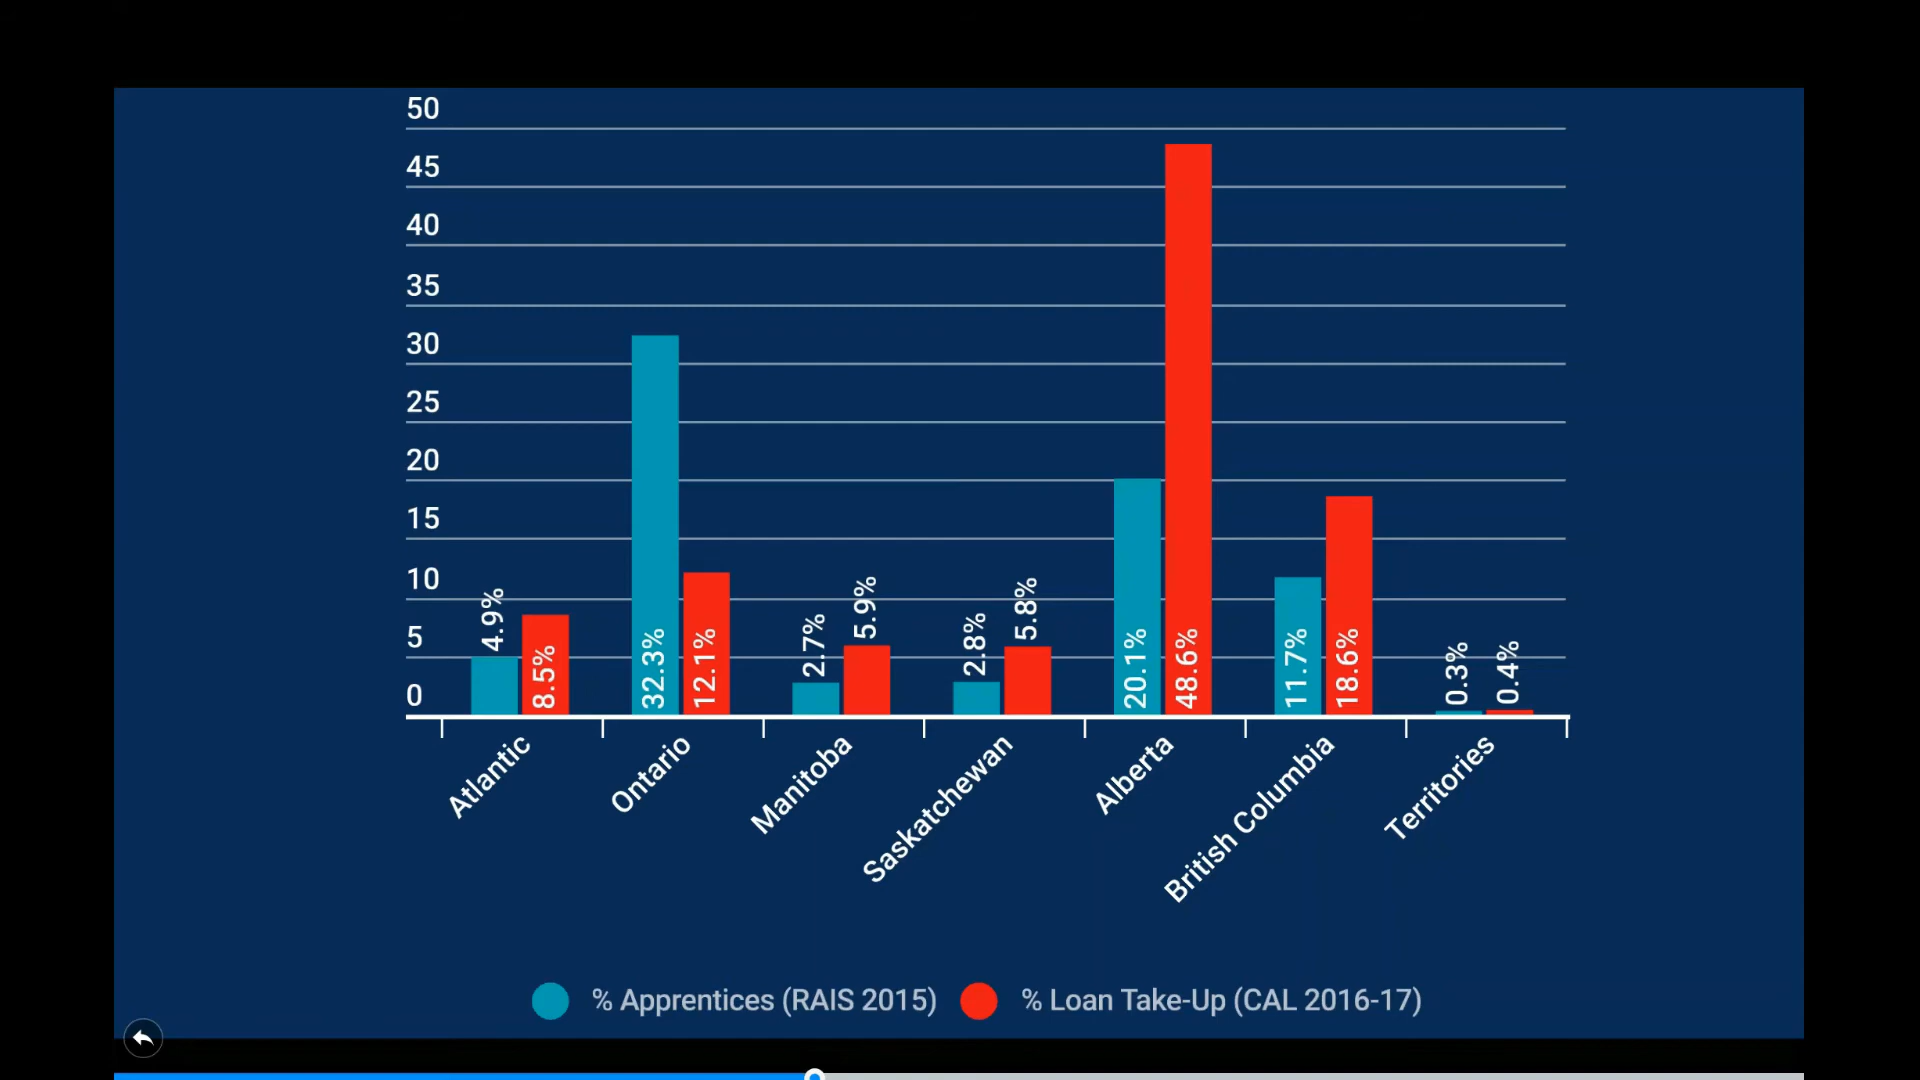 50
45
40
35
30
25
20
15
10
5
0
4.9%
8.5%
32.3%
12.1%
2.7%
5.9%
2.8%
5.8%
20.1%
48.6%
11.7%
18.6%
0.3%
0.4%
Atlantic
Ontario
Manitoba
Saskatchewan
Alberta
British Columbia
Territories
% Apprentices (RAIS 2015)
% Loan Take-Up (CAL 2016-17)